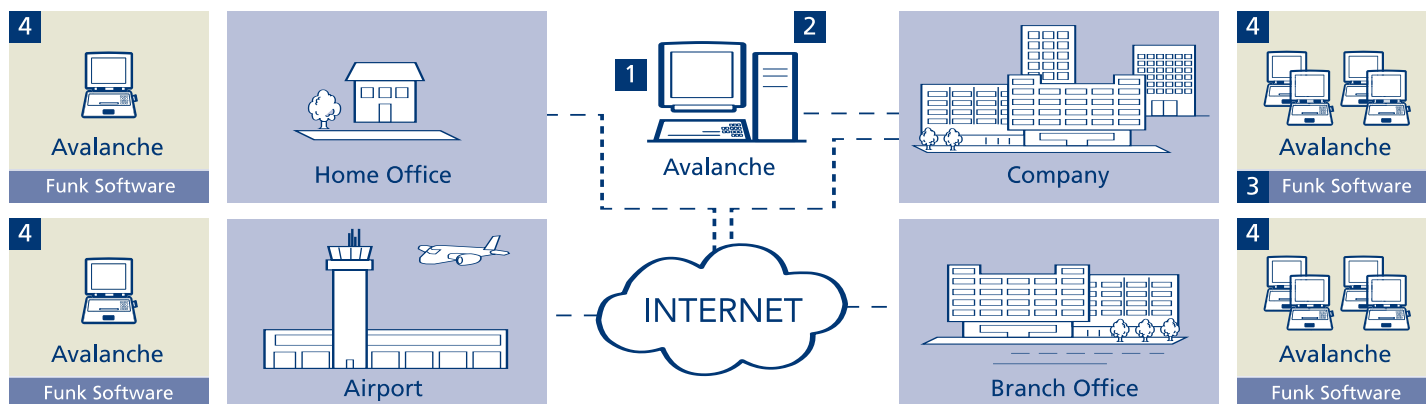 4
Avalanche
Funk Software
Home Office
1
2
Avalanche
Company
4
Avalanche
3
Funk Software
4
Avalanche
Funk Software
Airport
INTERNET
Branch Office
4
Avalanche
Funk Software